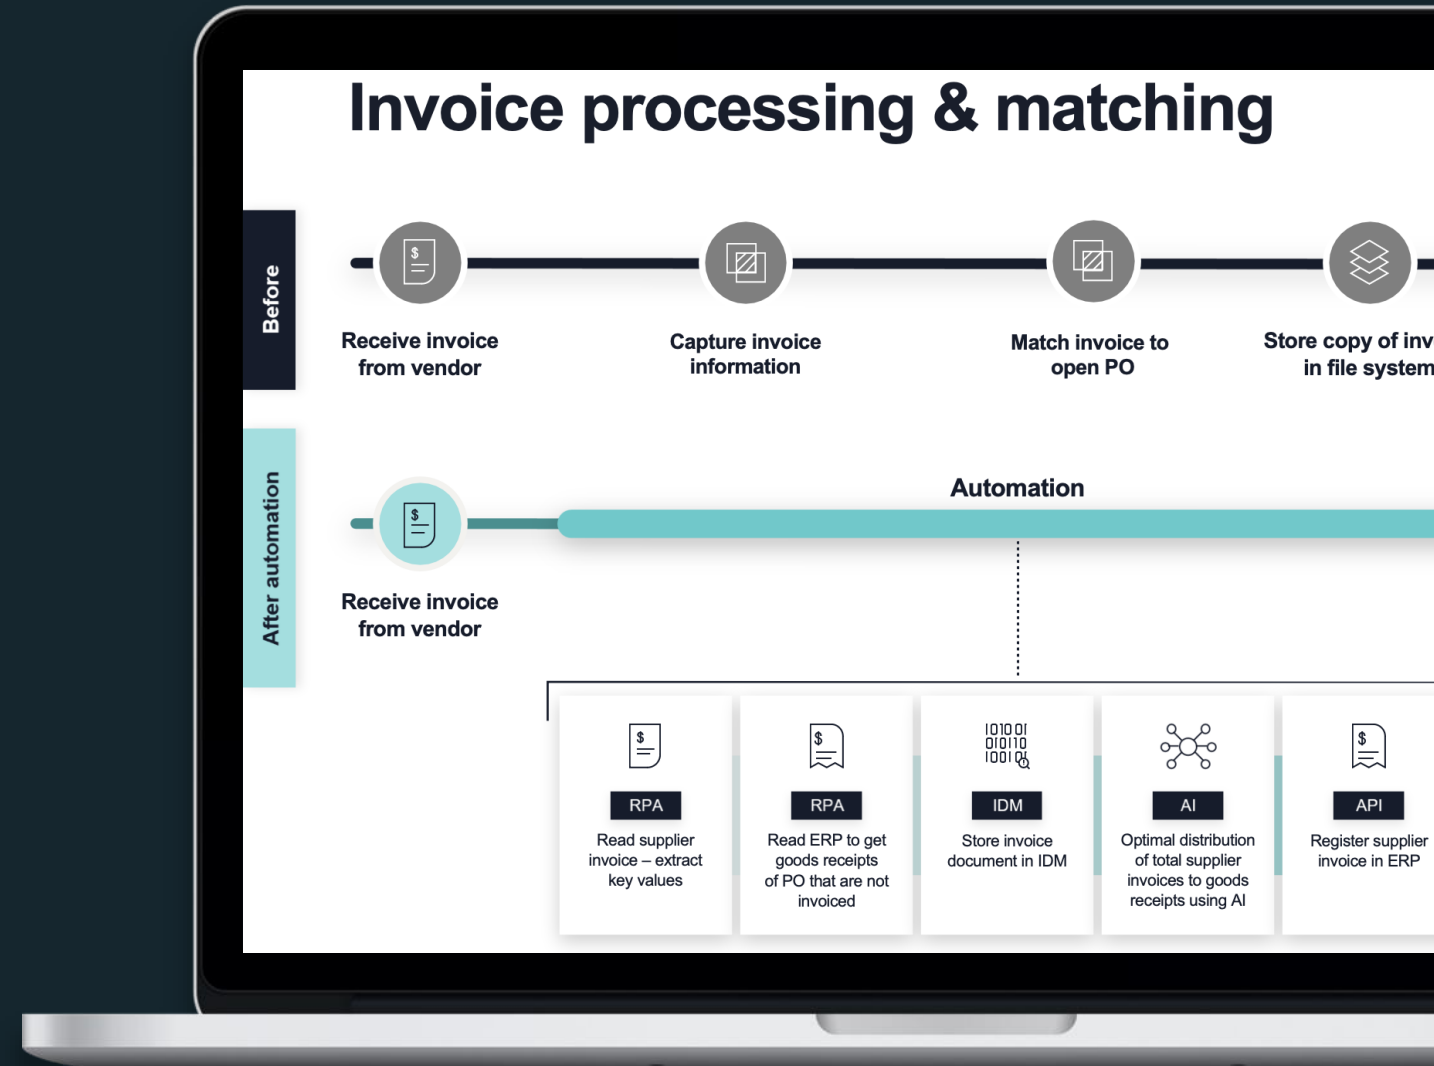 Invoice processing & matching
Before
Receive invoice
from vendor
Capture invoice
information
Match invoice to
open PO
Store copy of
in file system
After automation
Automation
Receive invoice
from vendor
RPA
Read supplier
invoice – extract
key values
RPA
Read ERP to get
goods receipts
of PO that are not
invoiced
IDM
Store invoice
document in IDM
AI
Optimal distribution
of total supplier
invoices to goods
receipts using AI
API
Register supplier
invoice in ERP